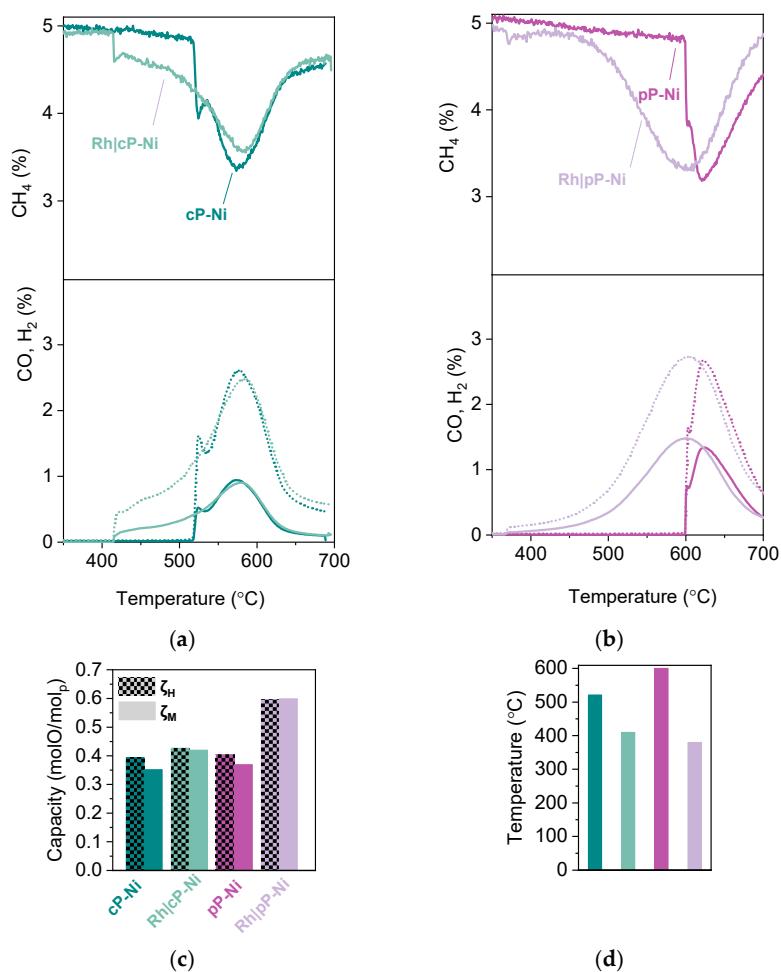 5
4
3
CH₄ (%)
Rh|cP-Ni
cP-Ni
3
2
1
0
CO, H₂ (%)
400
500
600
700
Temperature (°C)
(a)
5
4
3
CH₄ (%)
pP-Ni
Rh|pP-Ni
3
2
1
0
CO, H₂ (%)
400
500
600
700
Temperature (°C)
(b)
0.7
0.6
0.5
0.4
0.3
0.2
0.1
0.0
Capacity (molO/molₚ)
ζ_H
ζ_M
cP-Ni
Rh|cP-Ni
pP-Ni
Rh|pP-Ni
(c)
600
500
400
300
200
100
0
Temperature (°C)
(d)